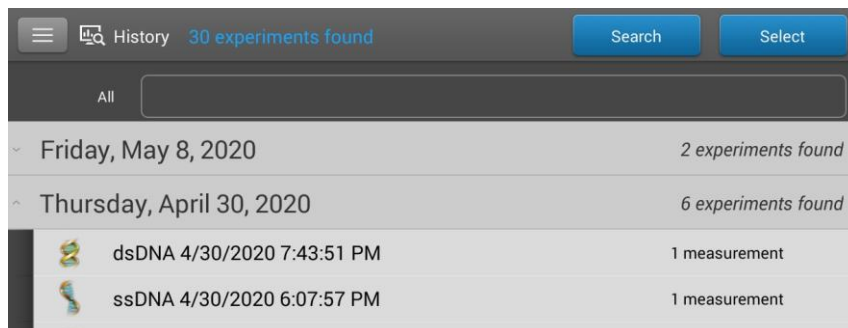 History 30 experiments found Search Select
All
Friday, May 8, 2020 2 experiments found
Thursday, April 30, 2020 6 experiments found
dsDNA 4/30/2020 7:43:51 PM 1 measurement
ssDNA 4/30/2020 6:07:57 PM 1 measurement